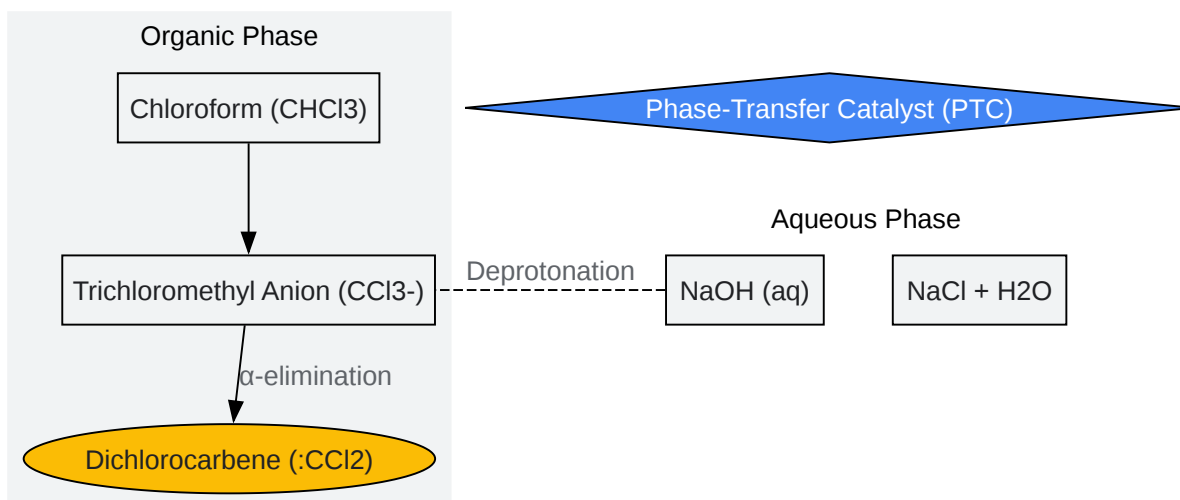 Organic Phase
Chloroform (CHCl3)
Phase-Transfer Catalyst (PTC)
Aqueous Phase
Trichloromethyl Anion (CCl3-)
Deprotonation
NaOH (aq)
NaCl + H2O
α-elimination
Dichlorocarbene (:CCl2)